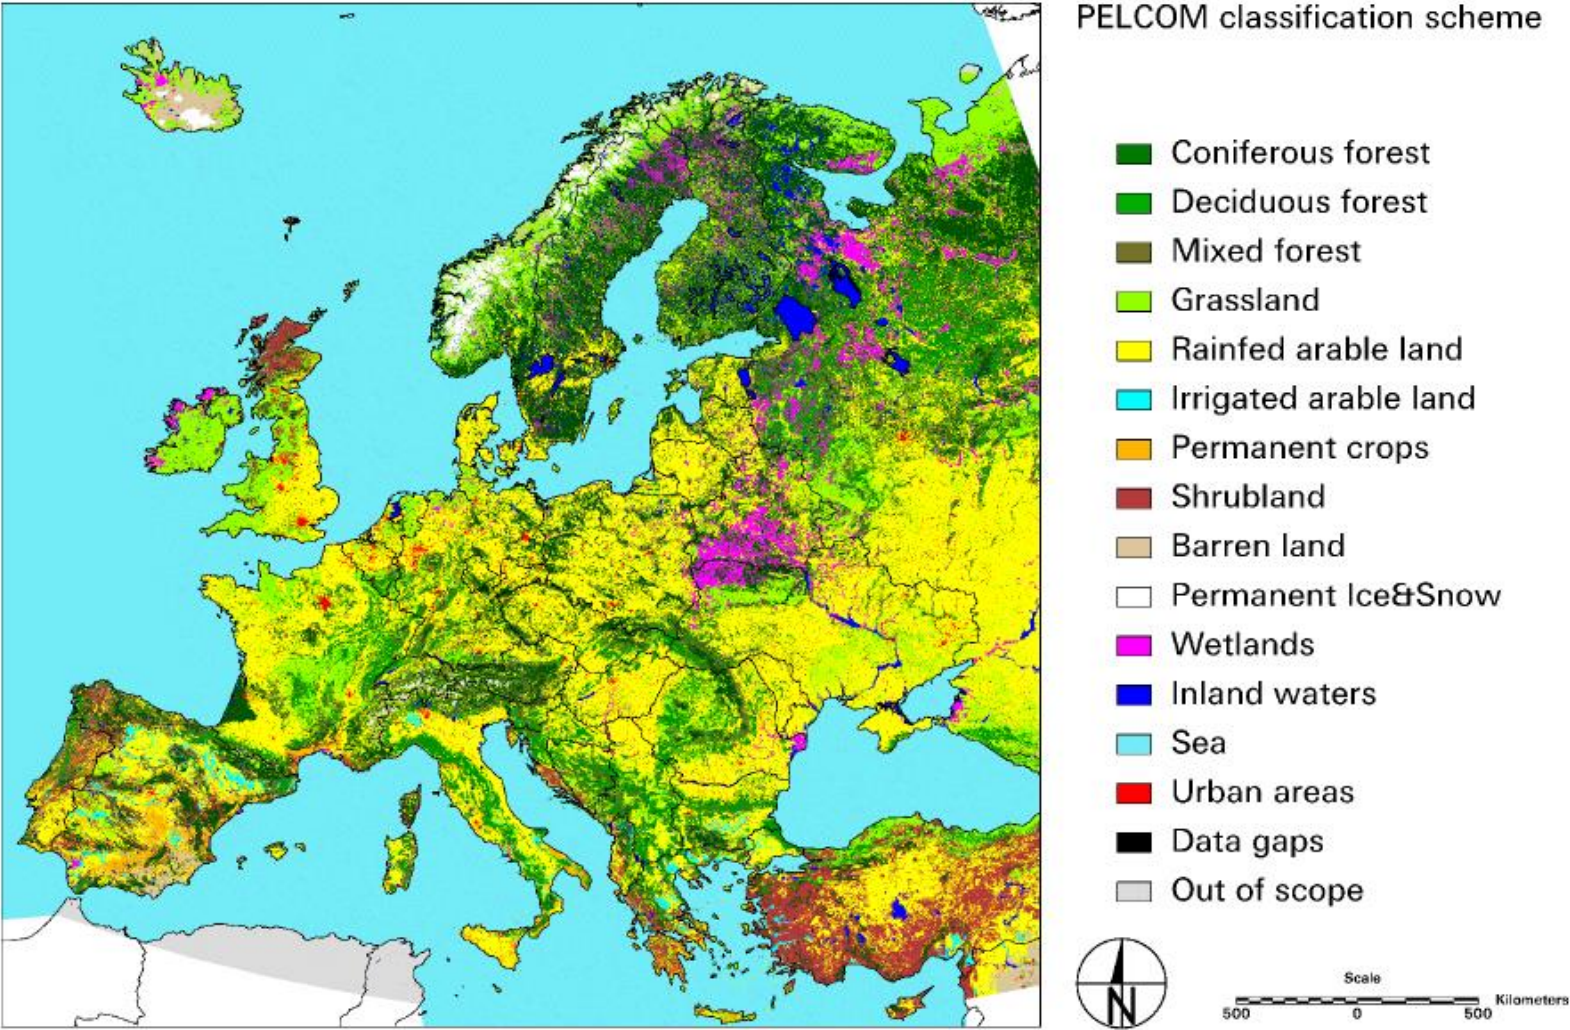 PELCOM classification scheme
Coniferous forest
Deciduous forest
Mixed forest
Grassland
Rainfed arable land
Irrigated arable land
Permanent crops
Shrubland
Barren land
Permanent Ice&Snow
Wetlands
Inland waters
Sea
Urban areas
Data gaps
Out of scope
N
Scale
Kilometers
500 0 500